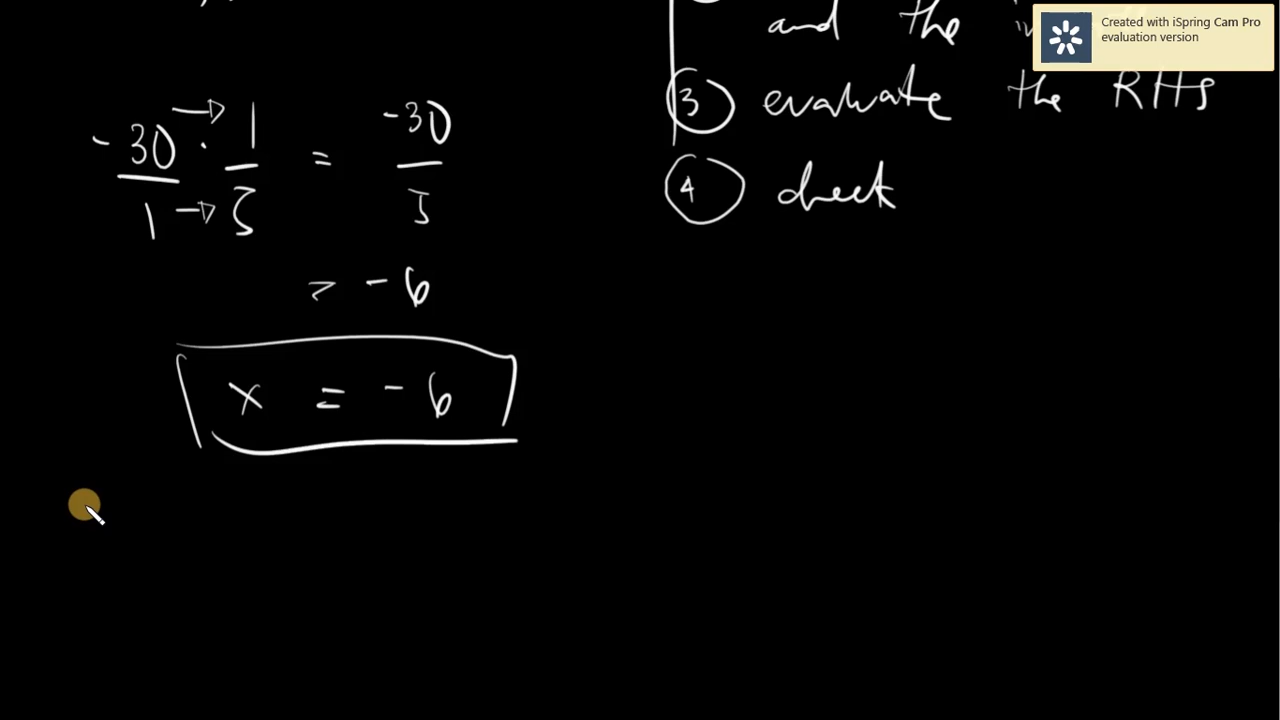 Created with iSpring Cam Pro
evaluation version
and the
③ evaluate the RHS
④ check
-30/1 · 1/5 = -30/5
= -6
x = -6